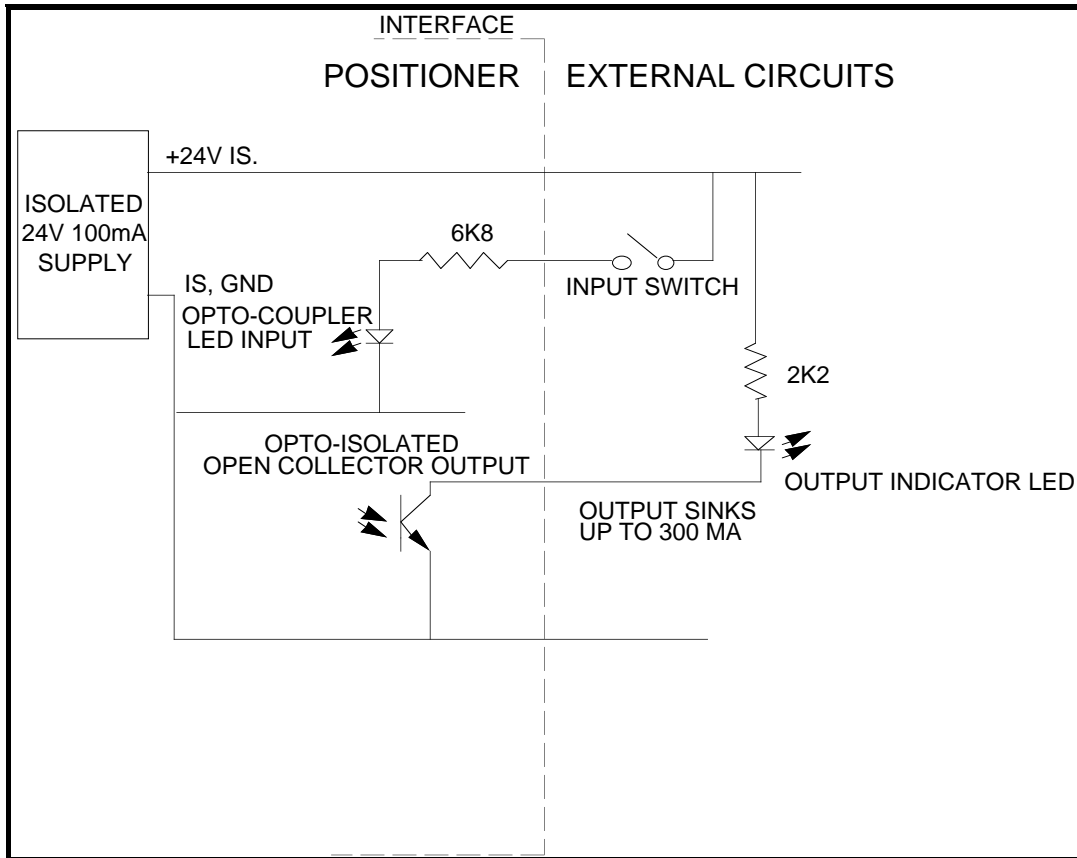 INTERFACE
POSITIONER
EXTERNAL CIRCUITS
+24V IS.
ISOLATED
24V 100mA
SUPPLY
6K8
INPUT SWITCH
IS, GND
OPTO-COUPLER
LED INPUT
2K2
OPTO-ISOLATED
OPEN COLLECTOR OUTPUT
OUTPUT INDICATOR LED
OUTPUT SINKS
UP TO 300 MA